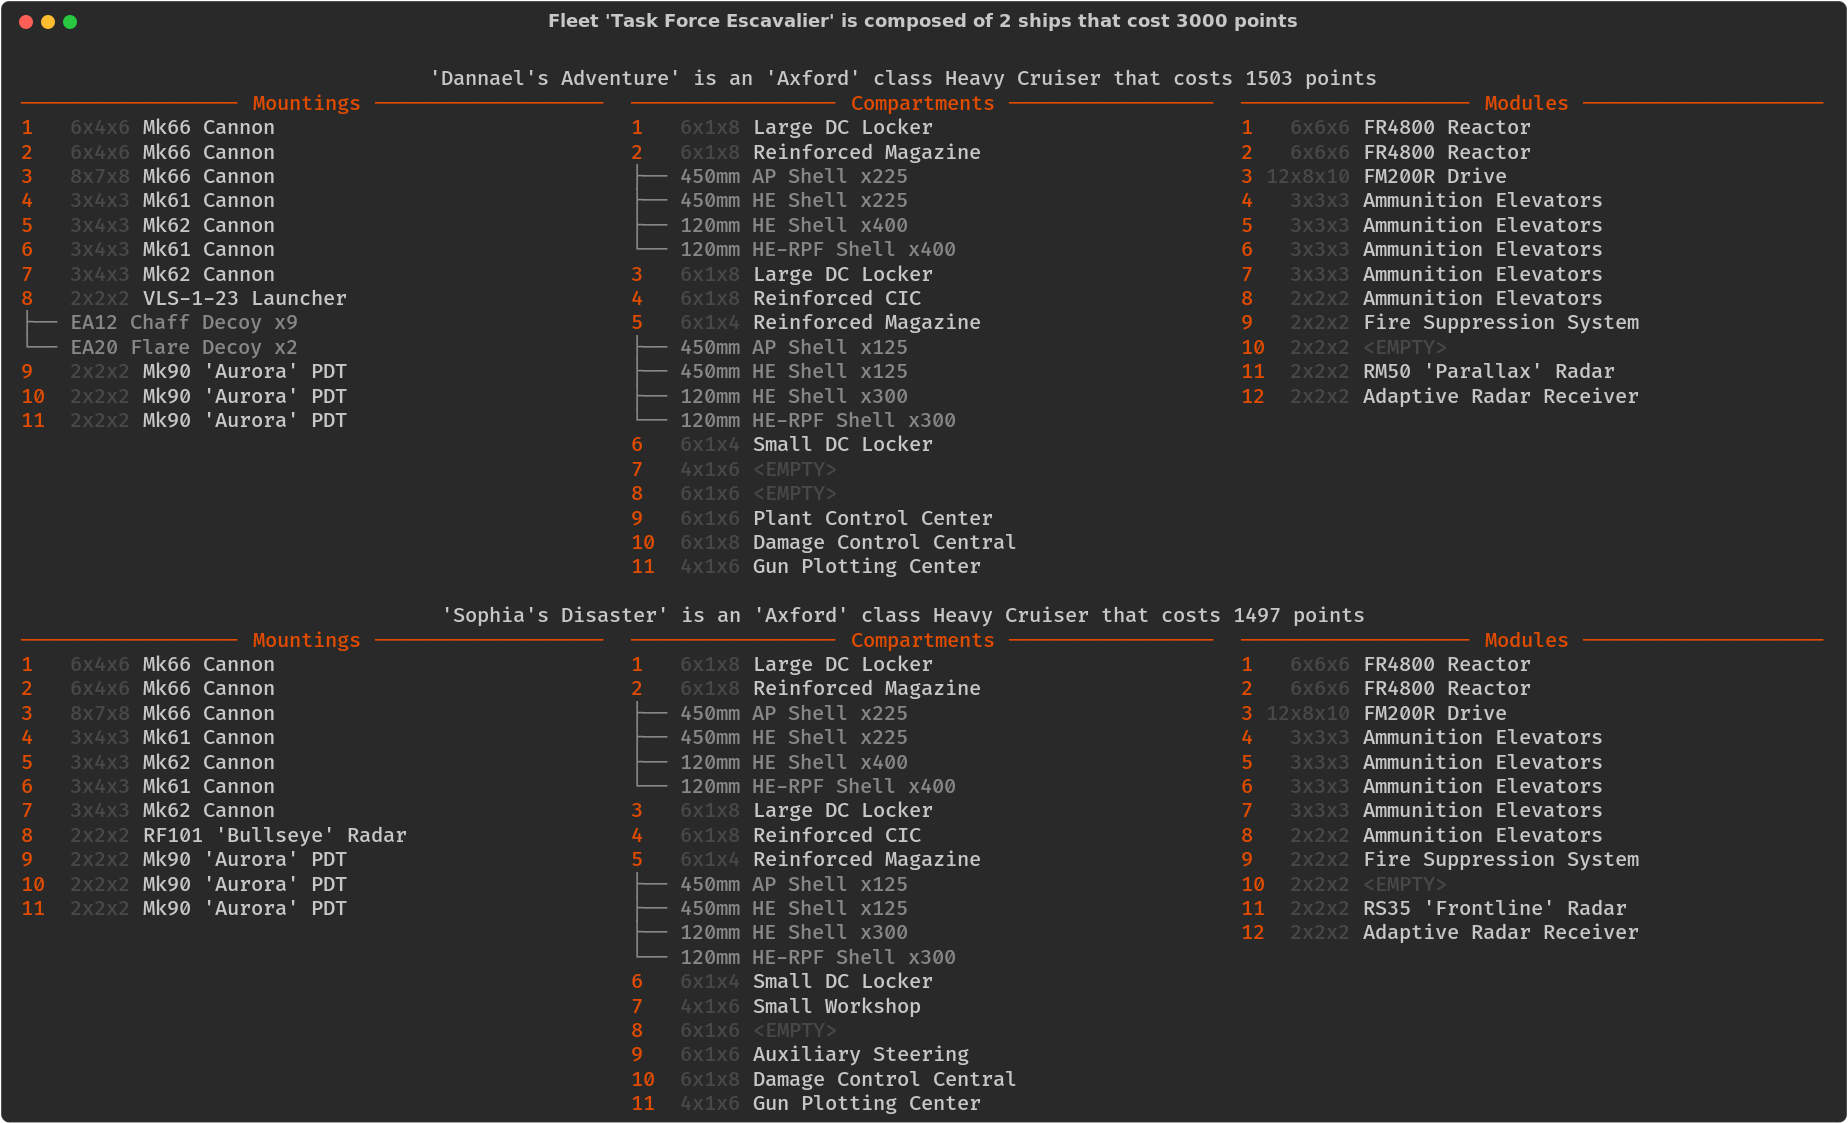 Fleet 'Task Force Escavalier' is composed of 2 ships that cost 3000 points
'Dannael's Adventure' is an 'Axford' class Heavy Cruiser that costs 1503 points
Mountings
1 6x4x6 Mk66 Cannon
2 6x4x6 Mk66 Cannon
3 8x7x8 Mk66 Cannon
4 3x4x3 Mk61 Cannon
5 3x4x3 Mk62 Cannon
6 3x4x3 Mk61 Cannon
7 3x4x3 Mk62 Cannon
8 2x2x2 VLS-1-23 Launcher
├── EA12 Chaff Decoy x9
└── EA20 Flare Decoy x2
9 2x2x2 Mk90 'Aurora' PDT
10 2x2x2 Mk90 'Aurora' PDT
11 2x2x2 Mk90 'Aurora' PDT
Compartments
1 6x1x8 Large DC Locker
2 6x1x8 Reinforced Magazine
├── 450mm AP Shell x225
├── 450mm HE Shell x225
├── 120mm HE Shell x400
└── 120mm HE-RPF Shell x400
3 6x1x8 Large DC Locker
4 6x1x8 Reinforced CIC
5 6x1x4 Reinforced Magazine
├── 450mm AP Shell x125
├── 450mm HE Shell x125
├── 120mm HE Shell x300
└── 120mm HE-RPF Shell x300
6 6x1x4 Small DC Locker
7 4x1x6 <EMPTY>
8 6x1x6 <EMPTY>
9 6x1x6 Plant Control Center
10 6x1x8 Damage Control Central
11 4x1x6 Gun Plotting Center
Modules
1 6x6x6 FR4800 Reactor
2 6x6x6 FR4800 Reactor
3 12x8x10 FM200R Drive
4 3x3x3 Ammunition Elevators
5 3x3x3 Ammunition Elevators
6 3x3x3 Ammunition Elevators
7 3x3x3 Ammunition Elevators
8 2x2x2 Ammunition Elevators
9 2x2x2 Fire Suppression System
10 2x2x2 <EMPTY>
11 2x2x2 RM50 'Parallax' Radar
12 2x2x2 Adaptive Radar Receiver
'Sophia's Disaster' is an 'Axford' class Heavy Cruiser that costs 1497 points
Mountings
1 6x4x6 Mk66 Cannon
2 6x4x6 Mk66 Cannon
3 8x7x8 Mk66 Cannon
4 3x4x3 Mk61 Cannon
5 3x4x3 Mk62 Cannon
6 3x4x3 Mk61 Cannon
7 3x4x3 Mk62 Cannon
8 2x2x2 RF101 'Bullseye' Radar
9 2x2x2 Mk90 'Aurora' PDT
10 2x2x2 Mk90 'Aurora' PDT
11 2x2x2 Mk90 'Aurora' PDT
Compartments
1 6x1x8 Large DC Locker
2 6x1x8 Reinforced Magazine
├── 450mm AP Shell x225
├── 450mm HE Shell x225
├── 120mm HE Shell x400
└── 120mm HE-RPF Shell x400
3 6x1x8 Large DC Locker
4 6x1x8 Reinforced CIC
5 6x1x4 Reinforced Magazine
├── 450mm AP Shell x125
├── 450mm HE Shell x125
├── 120mm HE Shell x300
└── 120mm HE-RPF Shell x300
6 6x1x4 Small DC Locker
7 4x1x6 Small Workshop
8 6x1x6 <EMPTY>
9 6x1x6 Auxiliary Steering
10 6x1x8 Damage Control Central
11 4x1x6 Gun Plotting Center
Modules
1 6x6x6 FR4800 Reactor
2 6x6x6 FR4800 Reactor
3 12x8x10 FM200R Drive
4 3x3x3 Ammunition Elevators
5 3x3x3 Ammunition Elevators
6 3x3x3 Ammunition Elevators
7 3x3x3 Ammunition Elevators
8 2x2x2 Ammunition Elevators
9 2x2x2 Fire Suppression System
10 2x2x2 <EMPTY>
11 2x2x2 RS35 'Frontline' Radar
12 2x2x2 Adaptive Radar Receiver